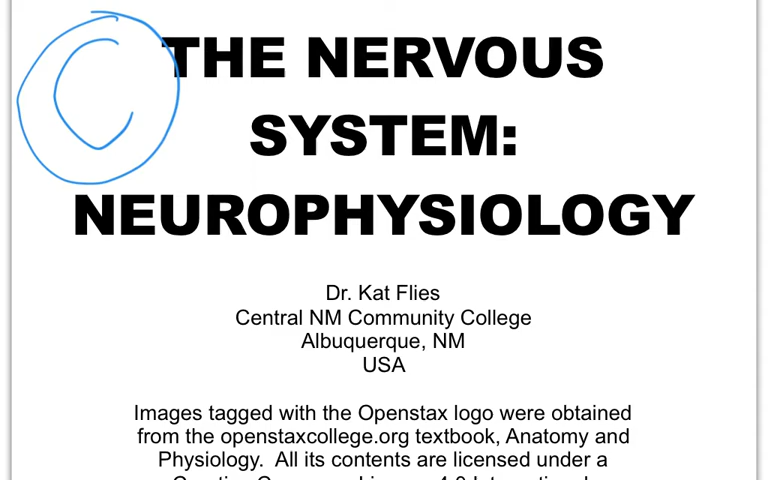 THE NERVOUS
SYSTEM:
NEUROPHYSIOLOGY
Dr. Kat Flies
Central NM Community College
Albuquerque, NM
USA
Images tagged with the Openstax logo were obtained
from the openstaxcollege.org textbook, Anatomy and
Physiology. All its contents are licensed under a